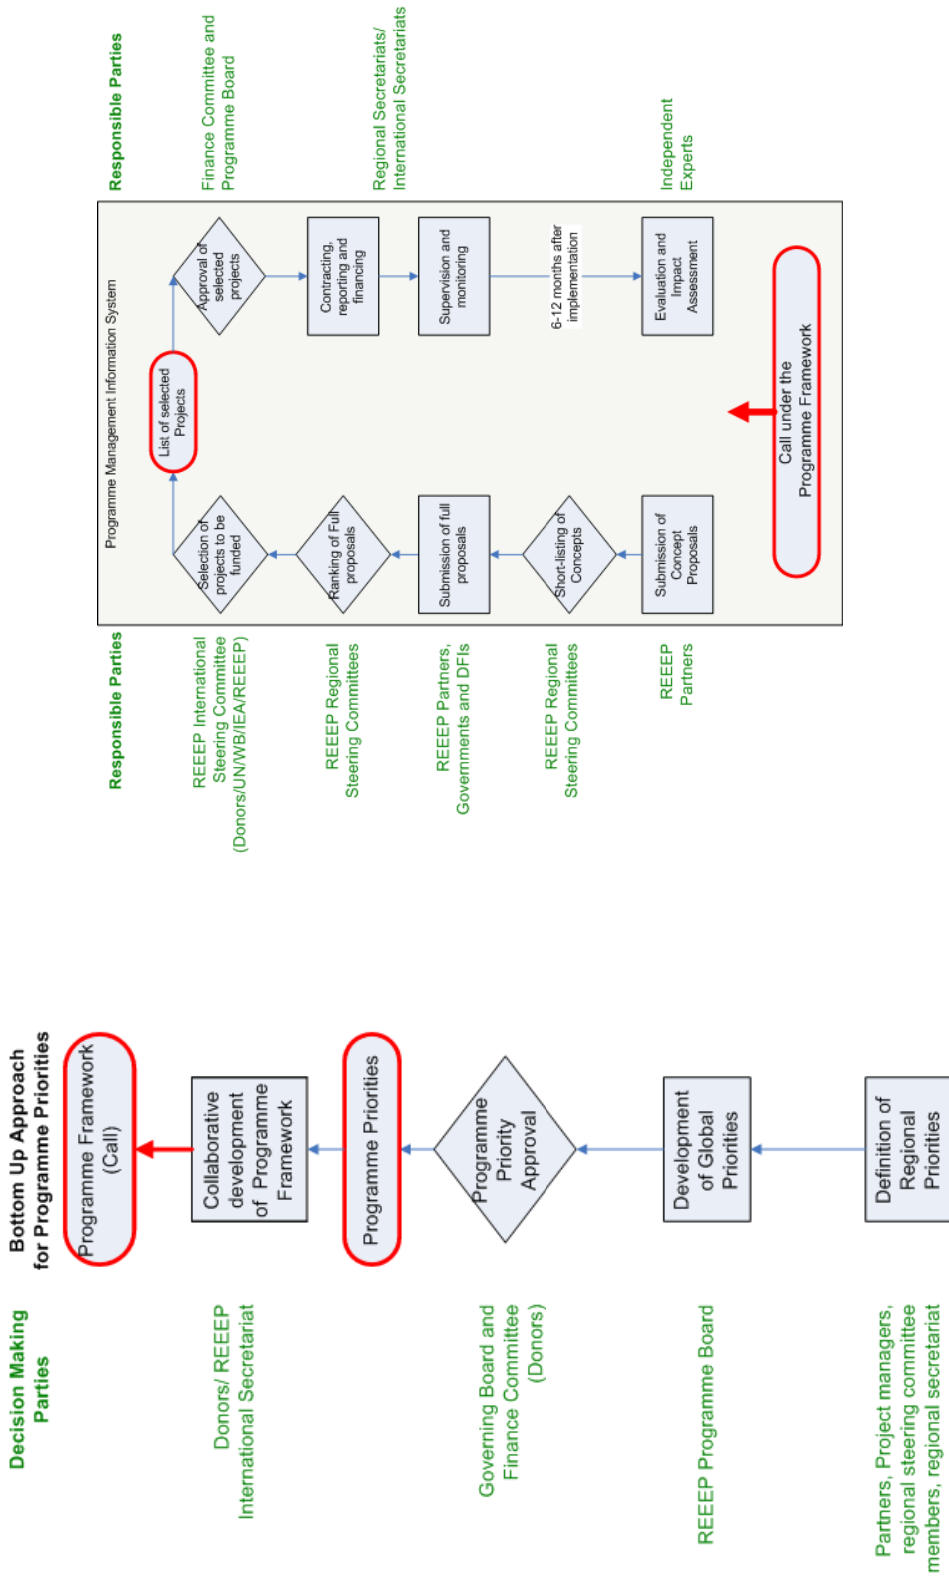 Decision Making
Parties
Bottom Up Approach
for Programme Priorities
Programme Framework
(Call)
Donors/ REEEP
International Secretariat
Collaborative
development
of Programme
Framework
Programme Priorities
Governing Board and
Finance Committee
(Donors)
Programme
Priority
Approval
REEEP Programme Board
Development
of Global
Priorities
Partners, Project managers,
regional steering committee
members, regional secretariat
Definition of
Regional
Priorities
Responsible Parties
Programme Management Information System
Responsible Parties
REEEP International
Steering Committee
(Donors/UN/WB/IEA/REEEP)
Selection of
projects to be
funded
List of selected
Projects
Approval of
selected
projects
Finance Committee and
Programme Board
REEEP Regional
Steering Committees
Ranking of Full
proposals
Contracting,
reporting and
financing
Regional Secretariats/
International Secretariats
REEEP Partners,
Governments and DFIs
Submission of full
proposals
Supervision and
monitoring
REEEP Regional
Steering Committees
Short-listing of
Concepts
6-12 months after
implementation
REEEP
Partners
Submission of
Concept
Proposals
Evaluation and
Impact
Assessment
Independent
Experts
Call under the
Programme Framework